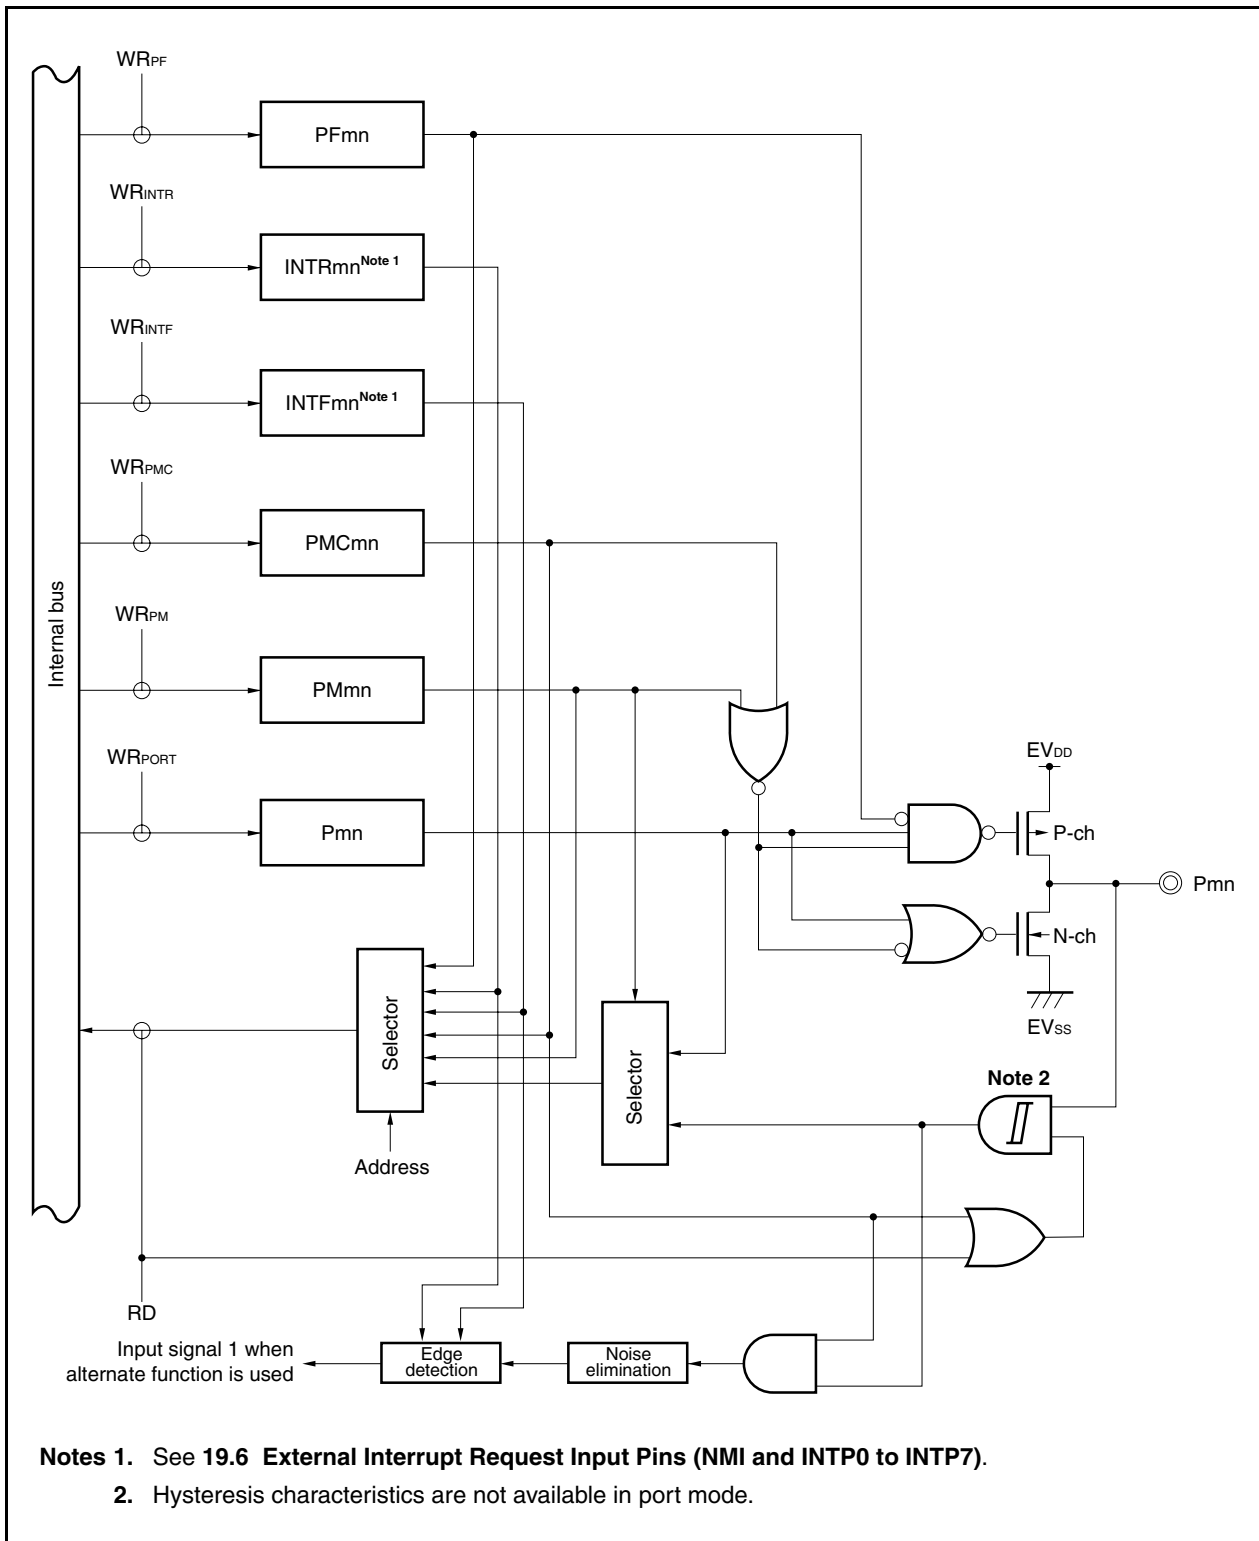 WRPF
PFmn
WRINTR
INTRmnNote 1
WRINTF
INTFmnNote 1
WRPMC
PMCmn
Internal bus
WRPM
PMmn
WRPORT
Pmn
EVDD
P-ch
Pmn
N-ch
EVSS
Selector
Selector
Note 2
Address
RD
Input signal 1 when
alternate function is used
Edge
detection
Noise
elimination
Notes 1. See 19.6 External Interrupt Request Input Pins (NMI and INTP0 to INTP7).
2. Hysteresis characteristics are not available in port mode.